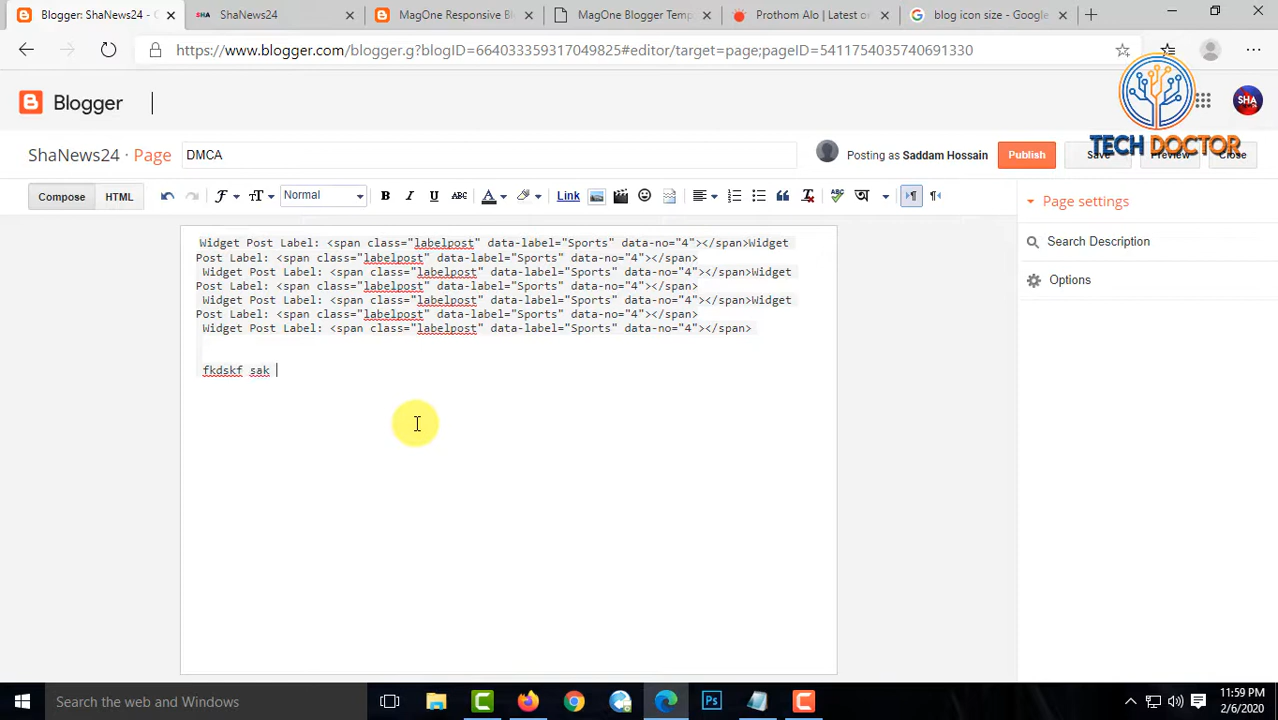 Blogger: ShaNews24 -
ShaNews24
MagOne Responsive Bl
MagOne Blogger Temp
Prothom Alo | Latest o
blog icon size - Google
https://www.blogger.com/blogger.g?blogID=664033359317049825#editor/target=page;pageID=5411754035740691330
Blogger
SHA
TECH DOCTOR
ShaNews24 · Page
DMCA
Posting as Saddam Hossain
Publish
Save
Preview
Close
Compose
HTML
Normal
B
I
U
ABC
A
Link
Page settings
Search Description
Options
Widget Post Label: <span class="labelpost" data-label="Sports" data-no="4"></span>Widget
Post Label: <span class="labelpost" data-label="Sports" data-no="4"></span>
Widget Post Label: <span class="labelpost" data-label="Sports" data-no="4"></span>Widget
Post Label: <span class="labelpost" data-label="Sports" data-no="4"></span>
Widget Post Label: <span class="labelpost" data-label="Sports" data-no="4"></span>Widget
Post Label: <span class="labelpost" data-label="Sports" data-no="4"></span>
Widget Post Label: <span class="labelpost" data-label="Sports" data-no="4"></span>
fkdskf sak
Search the web and Windows
Ps
11:59 PM
2/6/2020